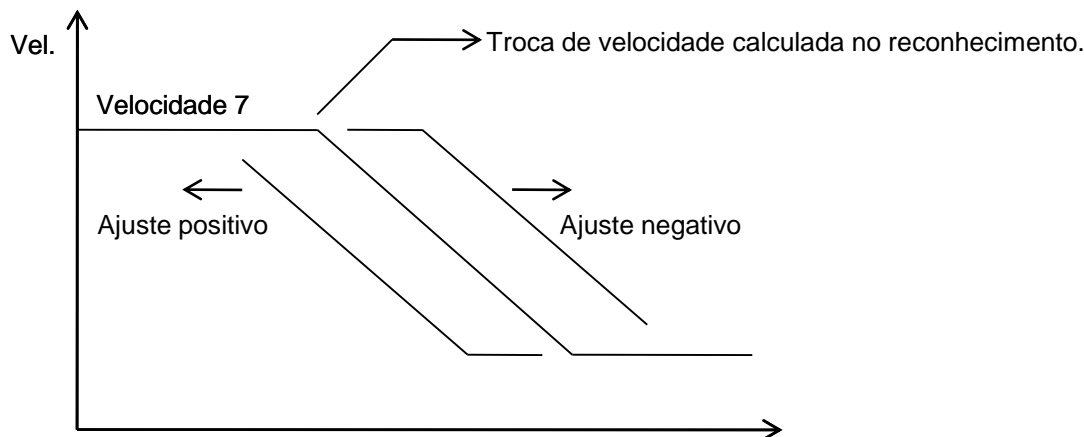 Vel.
Troca de velocidade calculada no reconhecimento.
Velocidade 7
Ajuste positivo
Ajuste negativo